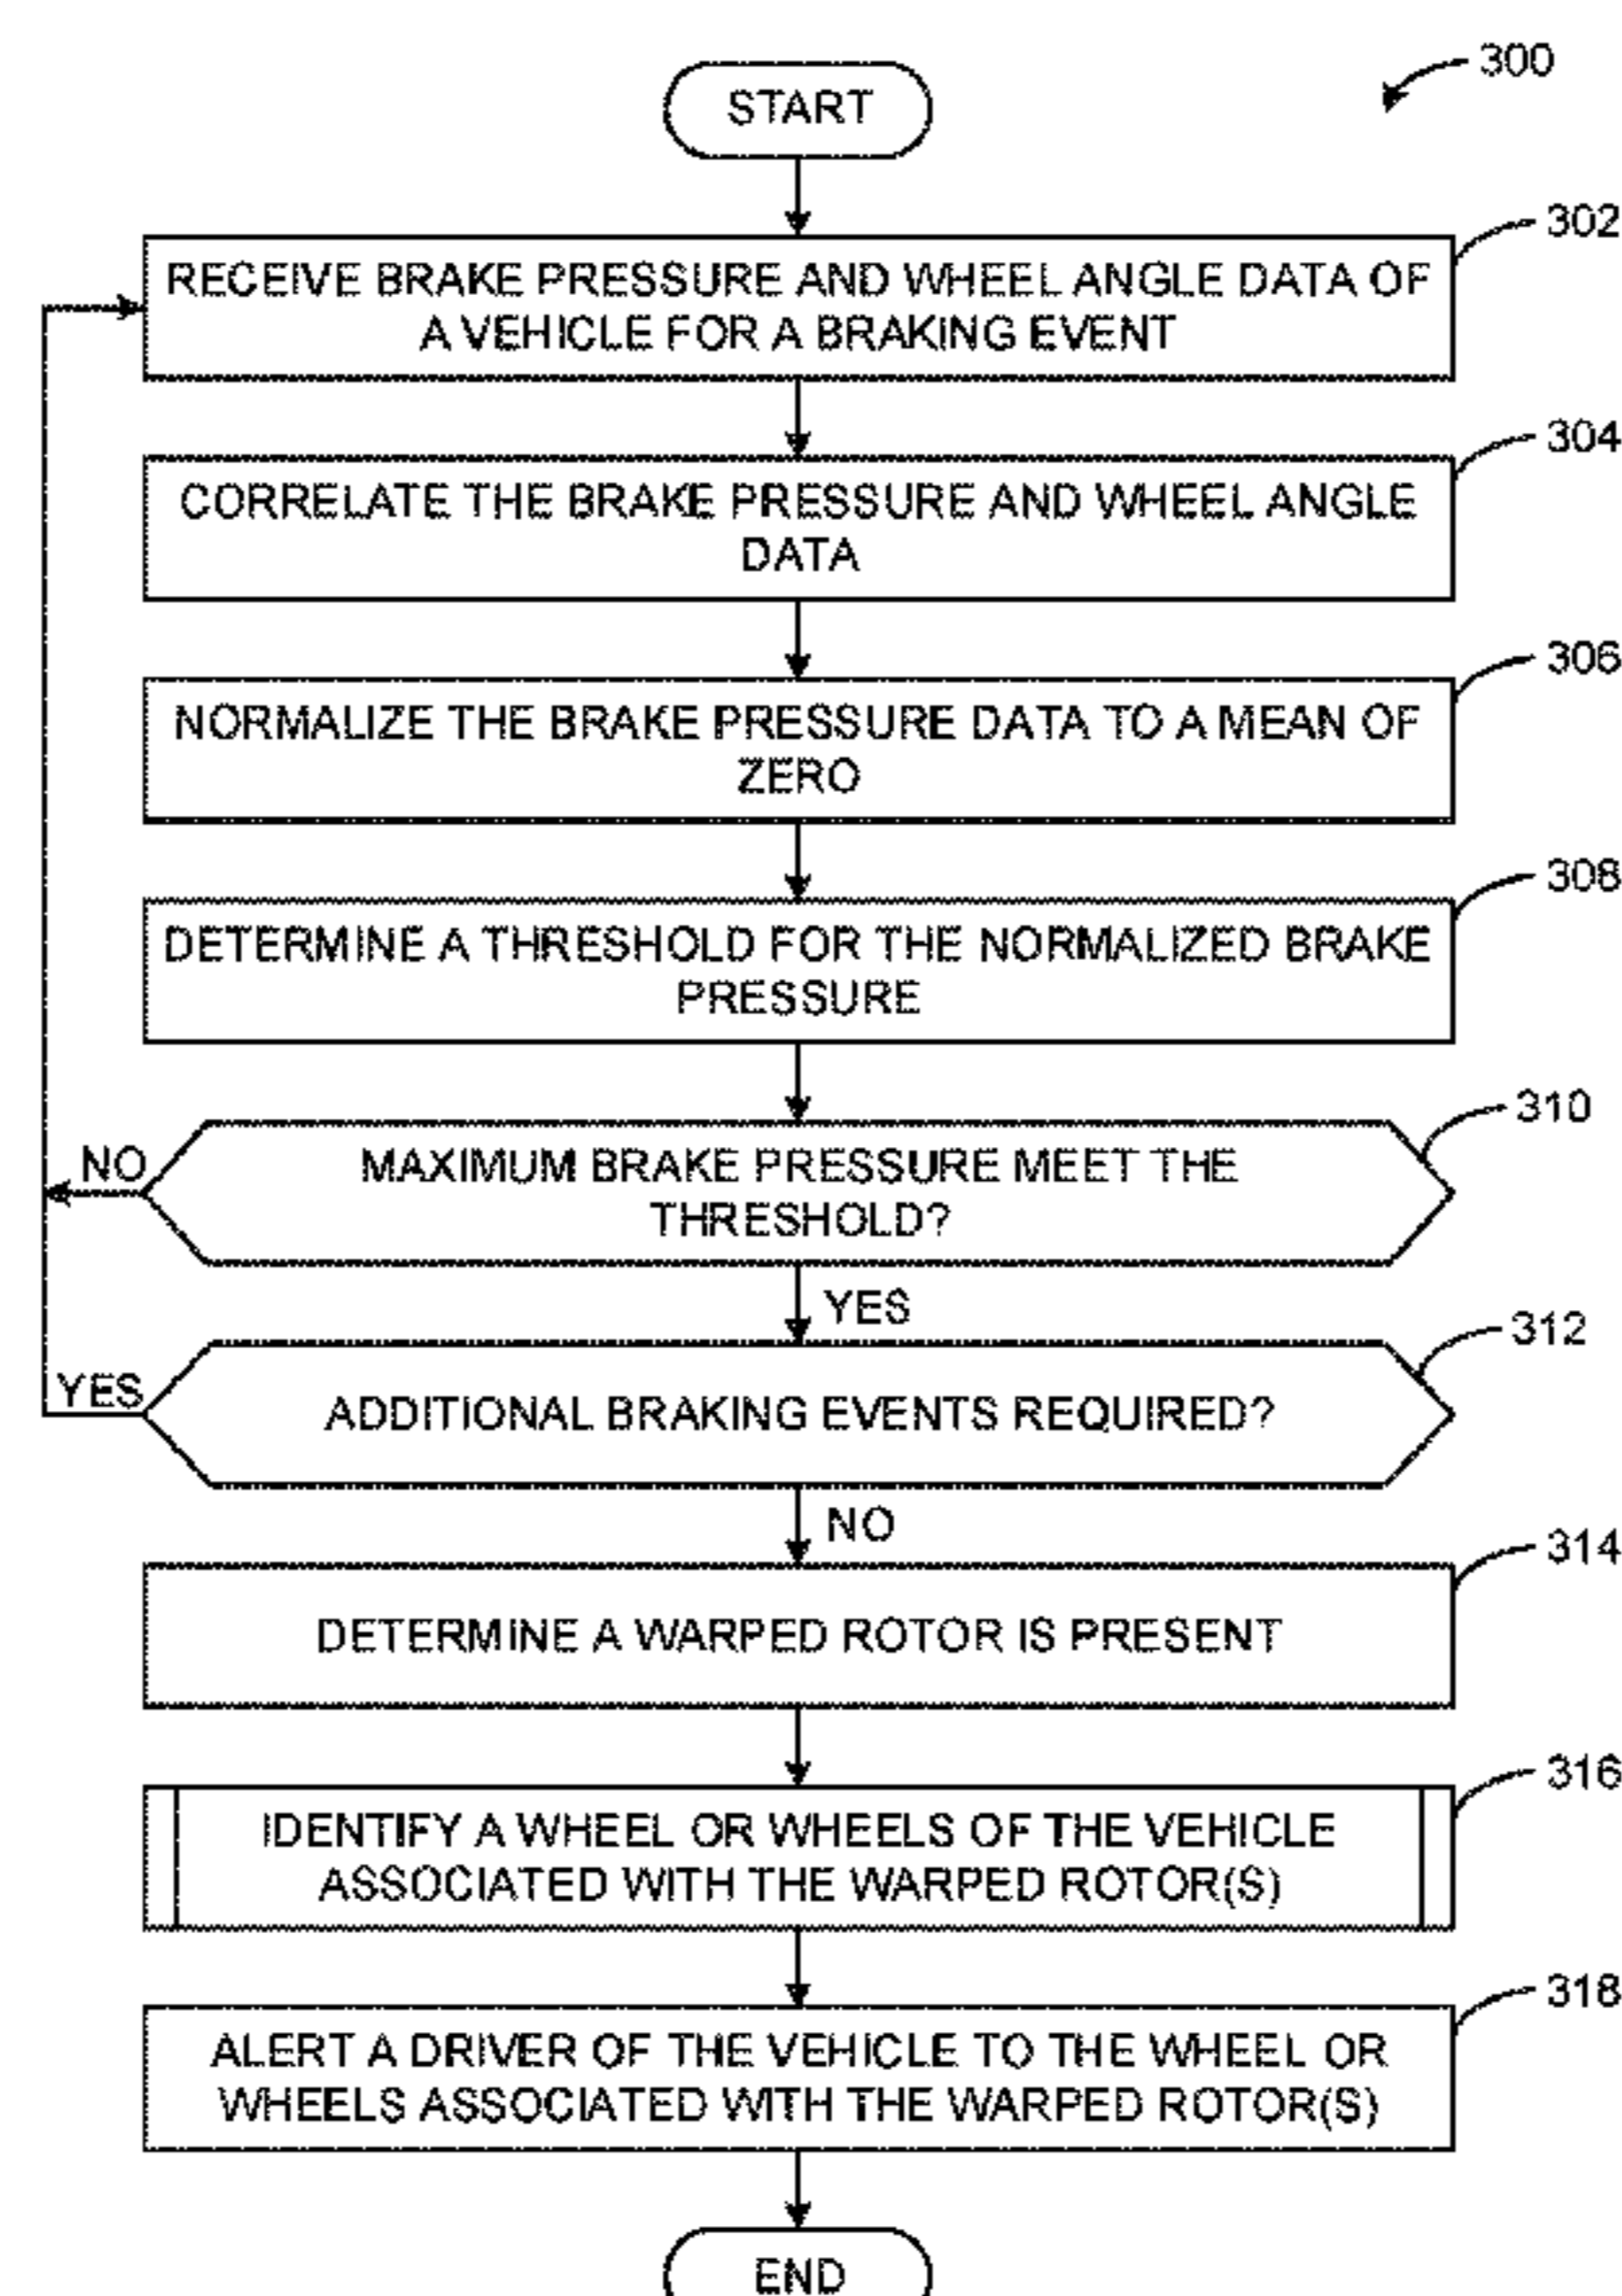 300
START
302
RECEIVE BRAKE PRESSURE AND WHEEL ANGLE DATA OF
A VEHICLE FOR A BRAKING EVENT
304
CORRELATE THE BRAKE PRESSURE AND WHEEL ANGLE
DATA
306
NORMALIZE THE BRAKE PRESSURE DATA TO A MEAN OF
ZERO
308
DETERMINE A THRESHOLD FOR THE NORMALIZED BRAKE
PRESSURE
310
NO
MAXIMUM BRAKE PRESSURE MEET THE
THRESHOLD?
YES
312
YES
ADDITIONAL BRAKING EVENTS REQUIRED?
NO
314
DETERMINE A WARPED ROTOR IS PRESENT
316
IDENTIFY A WHEEL OR WHEELS OF THE VEHICLE
ASSOCIATED WITH THE WARPED ROTOR(S)
318
ALERT A DRIVER OF THE VEHICLE TO THE WHEEL OR
WHEELS ASSOCIATED WITH THE WARPED ROTOR(S)
END